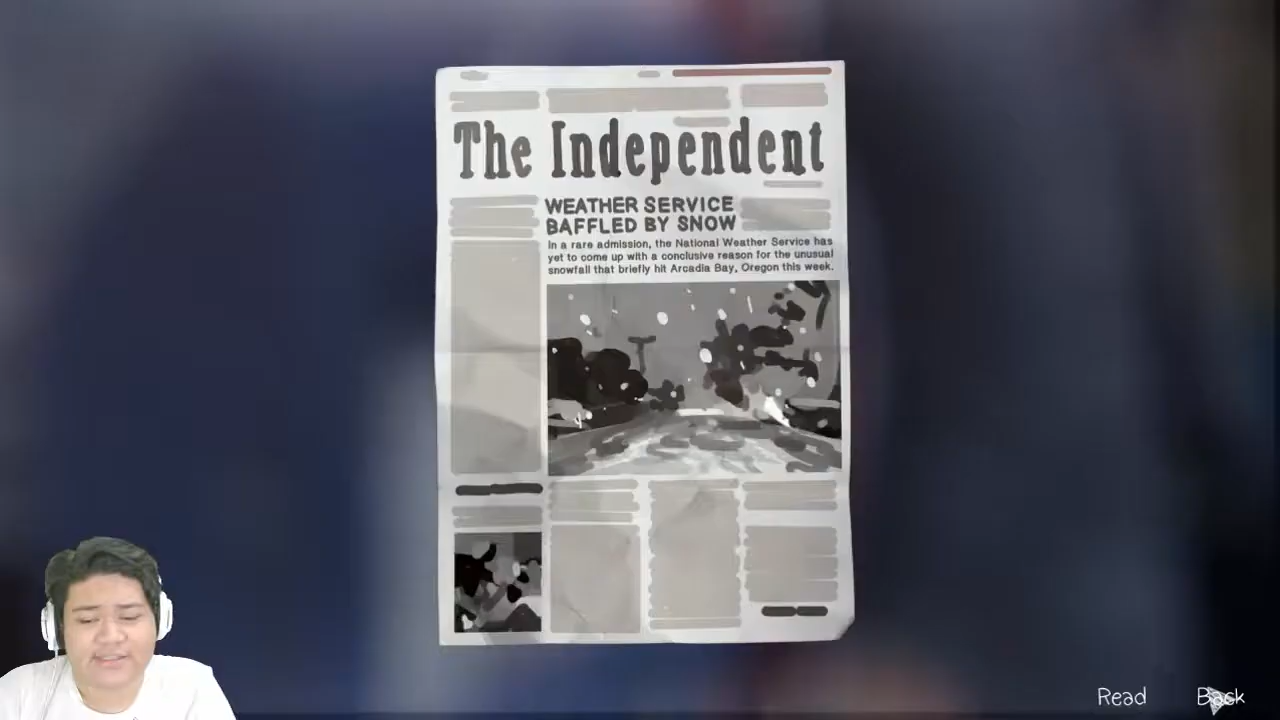 The Independent
WEATHER SERVICE
BAFFLED BY SNOW
In a rare admission, the National Weather Service has
yet to come up with a conclusive reason for the unusual
snowfall that briefly hit Arcadia Bay, Oregon this week.
Read
Back